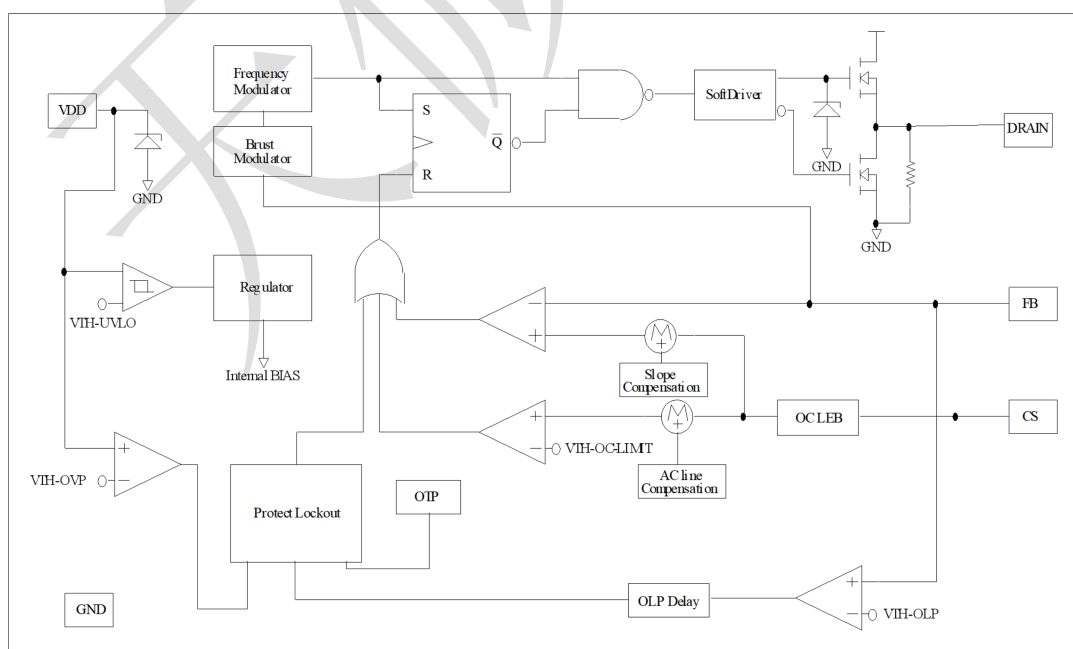 VDD
GND
Frequency
Modulator
Brust
Modulator
S
R
Q
SoftDriver
GND
GND
DRAIN
VIH-UVLO
Regulator
Internal BIAS
FB
Slope
Compensation
OC LEB
CS
VIH-OC-LIMIT
AC line
Compensation
VIH-OVP
Protect Lockout
OTP
OLP Delay
VIH-OLP
GND